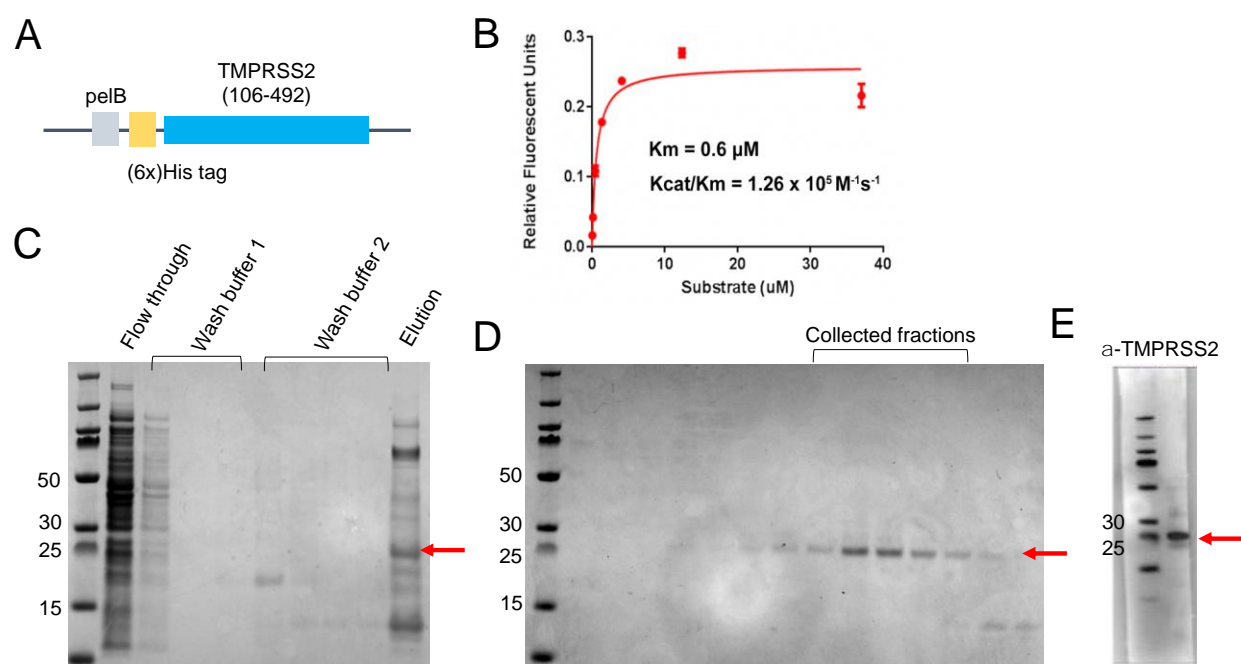 A
TMPRSS2
(106-492)
pelB
(6x)His tag
B
Relative Fluorescent Units
0.3
0.2
0.1
0.0
Km = 0.6 µM
Kcat/Km = 1.26 x 10⁵ M⁻¹s⁻¹
0
10
20
30
40
Substrate (uM)
C
Flow through
Wash buffer 1
Wash buffer 2
Elution
50
30
25
15
D
Collected fractions
50
30
25
15
E
a-TMPRSS2
30
25